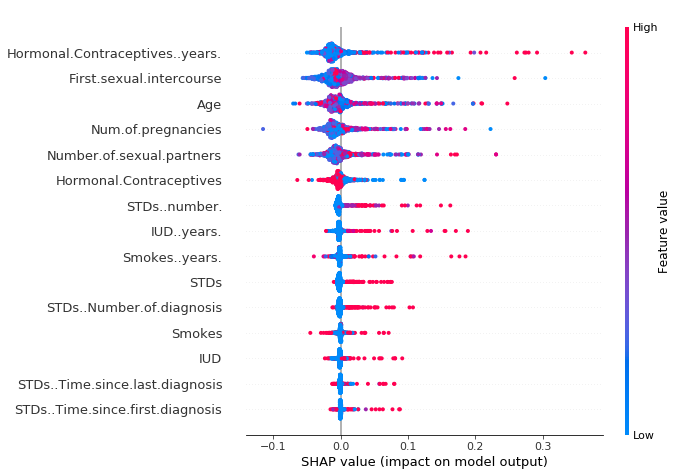 High
Hormonal.Contraceptives..years.
First.sexual.intercourse
Age
Num.of.pregnancies
Number.of.sexual.partners
Hormonal.Contraceptives
STDs..number.
IUD..years.
Smokes..years.
STDs
STDs..Number.of.diagnosis
Smokes
IUD
STDs..Time.since.last.diagnosis
STDs..Time.since.first.diagnosis
Feature value
Low
−0.1 0.0 0.1 0.2 0.3
SHAP value (impact on model output)